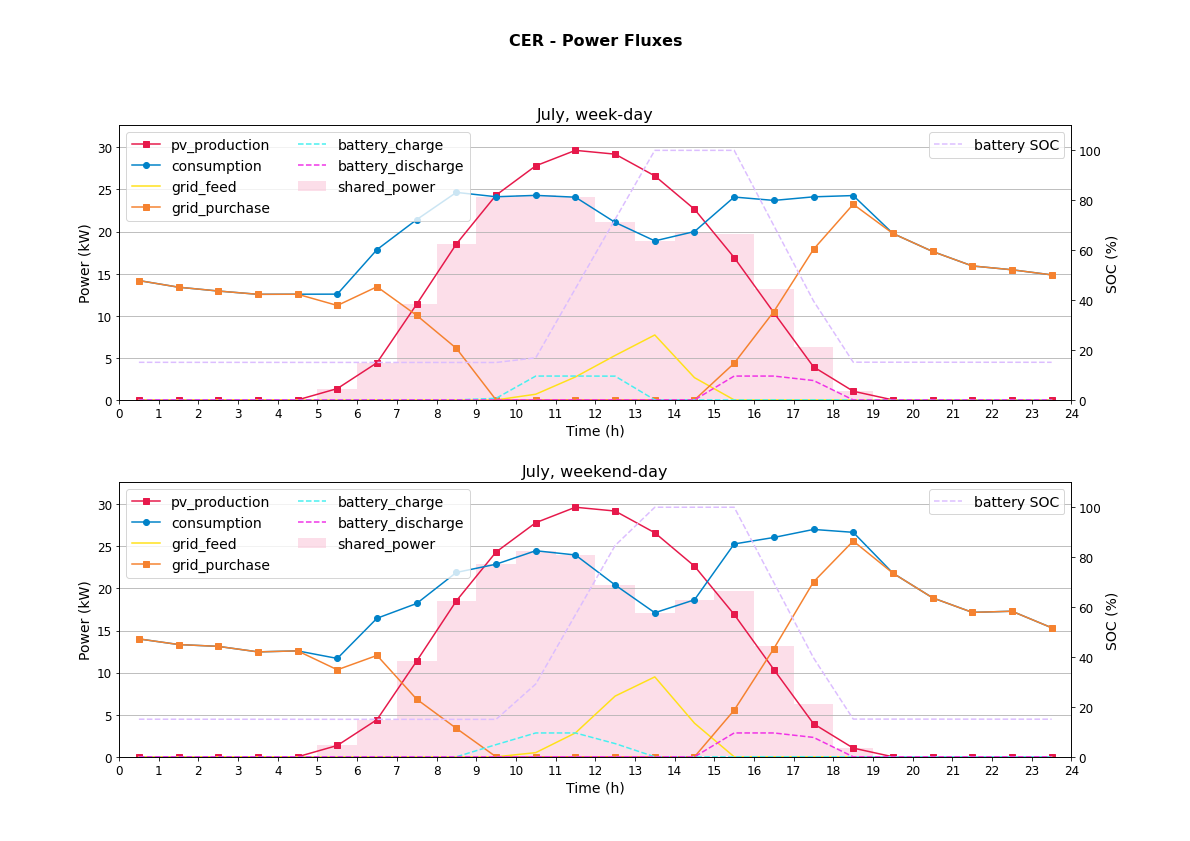 CER - Power Fluxes
July, week-day
pv_production
consumption
grid_feed
grid_purchase
battery_charge
battery_discharge
shared_power
battery SOC
Power (kW)
30
25
20
15
10
5
0
SOC (%)
100
80
60
40
20
0
0 1 2 3 4 5 6 7 8 9 10 11 12 13 14 15 16 17 18 19 20 21 22 23 24
Time (h)
July, weekend-day
pv_production
consumption
grid_feed
grid_purchase
battery_charge
battery_discharge
shared_power
battery SOC
Power (kW)
30
25
20
15
10
5
0
SOC (%)
100
80
60
40
20
0
0 1 2 3 4 5 6 7 8 9 10 11 12 13 14 15 16 17 18 19 20 21 22 23 24
Time (h)